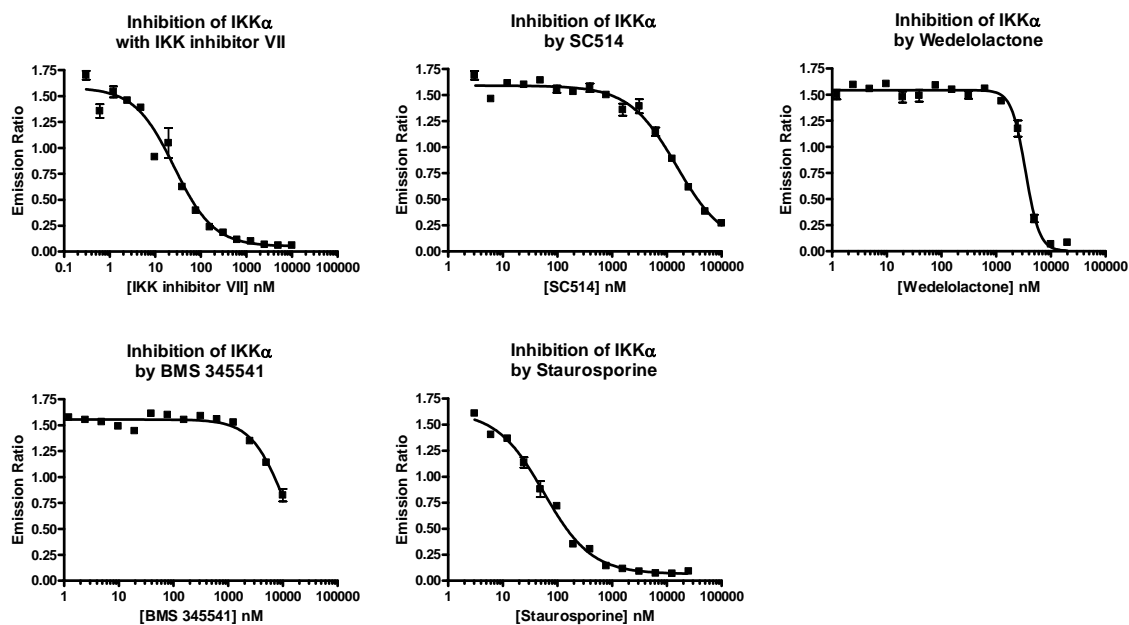 Inhibition of IKKα
with IKK inhibitor VII
1.75
1.50
1.25
1.00
0.75
0.50
0.25
0.00
Emission Ratio
0.1 1 10 100 1000 10000 100000
[IKK inhibitor VII] nM
Inhibition of IKKα
by SC514
1.75
1.50
1.25
1.00
0.75
0.50
0.25
0.00
Emission Ratio
1 10 100 1000 10000 100000
[SC514] nM
Inhibition of IKKα
by Wedelolactone
1.75
1.50
1.25
1.00
0.75
0.50
0.25
0.00
Emission Ratio
1 10 100 1000 10000 100000
[Wedelolactone] nM
Inhibition of IKKα
by BMS 345541
1.75
1.50
1.25
1.00
0.75
0.50
0.25
0.00
Emission Ratio
1 10 100 1000 10000 100000
[BMS 345541] nM
Inhibition of IKKα
by Staurosporine
1.75
1.50
1.25
1.00
0.75
0.50
0.25
0.00
Emission Ratio
1 10 100 1000 10000 100000
[Staurosporine] nM